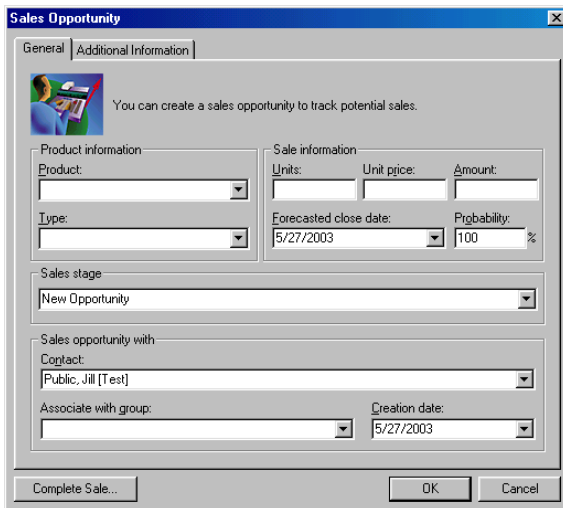 Sales Opportunity
General Additional Information
You can create a sales opportunity to track potential sales.
Product information
Product:
Type:
Sale information
Units: Unit price: Amount:
Forecasted close date: Probability:
5/27/2003 100 %
Sales stage
New Opportunity
Sales opportunity with
Contact:
Public, Jill [Test]
Associate with group: Creation date:
5/27/2003
Complete Sale... OK Cancel